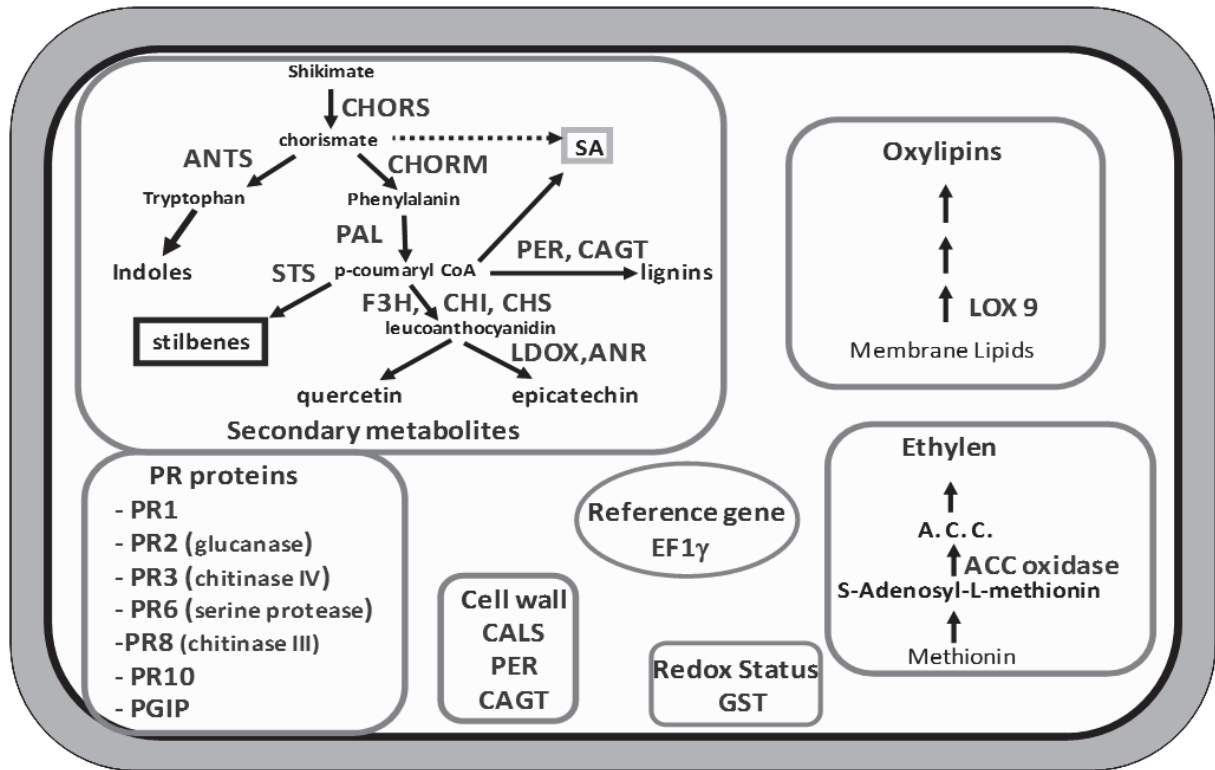 Shikimate
CHORS
chorismate
SA
ANTS
CHORM
Tryptophan
Phenylalanin
PAL
PER, CAGT
Indoles
STS
p-coumaryl CoA
lignins
F3H, CHI, CHS
leucoanthocyanidin
stilbenes
LDOX,ANR
quercetin
epicatechin
Secondary metabolites
Oxylipins
LOX 9
Membrane Lipids
PR proteins
- PR1
- PR2 (glucanase)
- PR3 (chitinase IV)
- PR6 (serine protease)
-PR8 (chitinase III)
- PR10
- PGIP
Reference gene
EF1γ
Cell wall
CALS
PER
CAGT
Redox Status
GST
Ethylen
A. C. C.
ACC oxidase
S-Adenosyl-L-methionin
Methionin